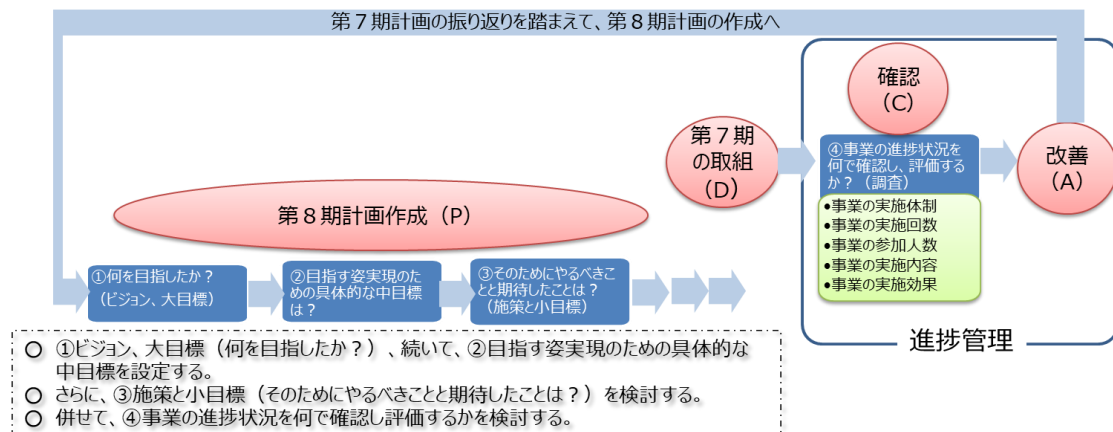 第７期計画の振り返りを踏まえて、第８期計画の作成へ
確認
（C）
第７期
の取組
（D）
④事業の進捗状況を
何で確認し、評価する
か？（調査）
改善
（A）
●事業の実施体制
●事業の実施回数
●事業の参加人数
●事業の実施内容
●事業の実施効果
進捗管理
第８期計画作成（P）
①何を目指したか？
（ビジョン、大目標）
②目指す姿実現のた
めの具体的な中目標
は？
③そのためにやるべきこ
とと期待したことは？
（施策と小目標）
○ ①ビジョン、大目標（何を目指したか？）、続いて、②目指す姿実現のための具体的な
中目標を設定する。
○ さらに、③施策と小目標（そのためにやるべきことと期待したことは？）を検討する。
○ 併せて、④事業の進捗状況を何で確認し評価するかを検討する。